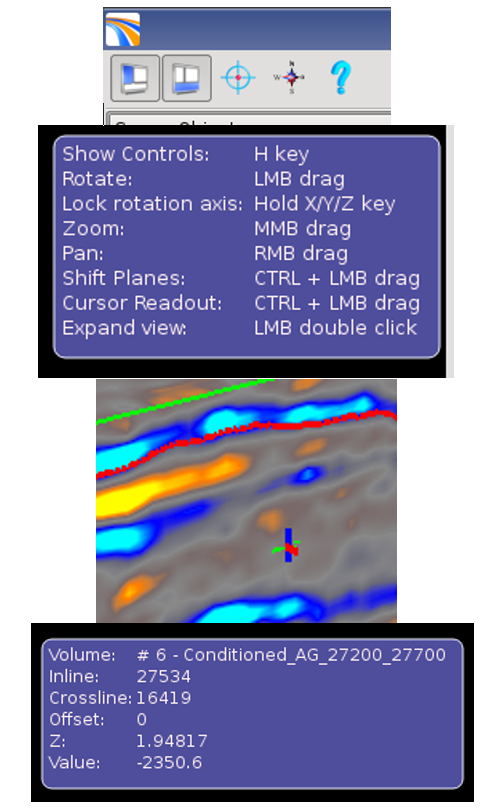 N
W
S
?
Show Controls: H key
Rotate: LMB drag
Lock rotation axis: Hold X/Y/Z key
Zoom: MMB drag
Pan: RMB drag
Shift Planes: CTRL + LMB drag
Cursor Readout: CTRL + LMB drag
Expand view: LMB double click
Volume: # 6 - Conditioned_AG_27200_27700
Inline: 27534
Crossline: 16419
Offset: 0
Z: 1.94817
Value: -2350.6